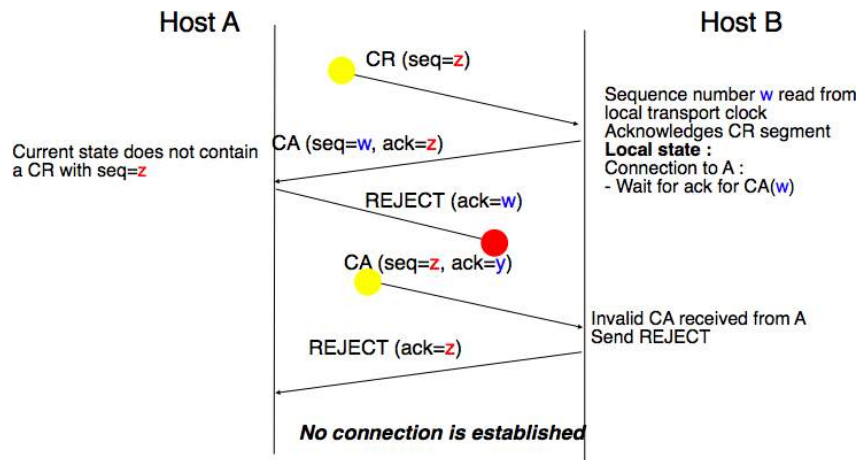 Host A
Host B
CR (seq=z)
Sequence number w read from
local transport clock
Acknowledges CR segment
Local state :
Connection to A :
- Wait for ack for CA(w)
CA (seq=w, ack=z)
Current state does not contain
a CR with seq=z
REJECT (ack=w)
CA (seq=z, ack=y)
Invalid CA received from A
Send REJECT
REJECT (ack=z)
No connection is established